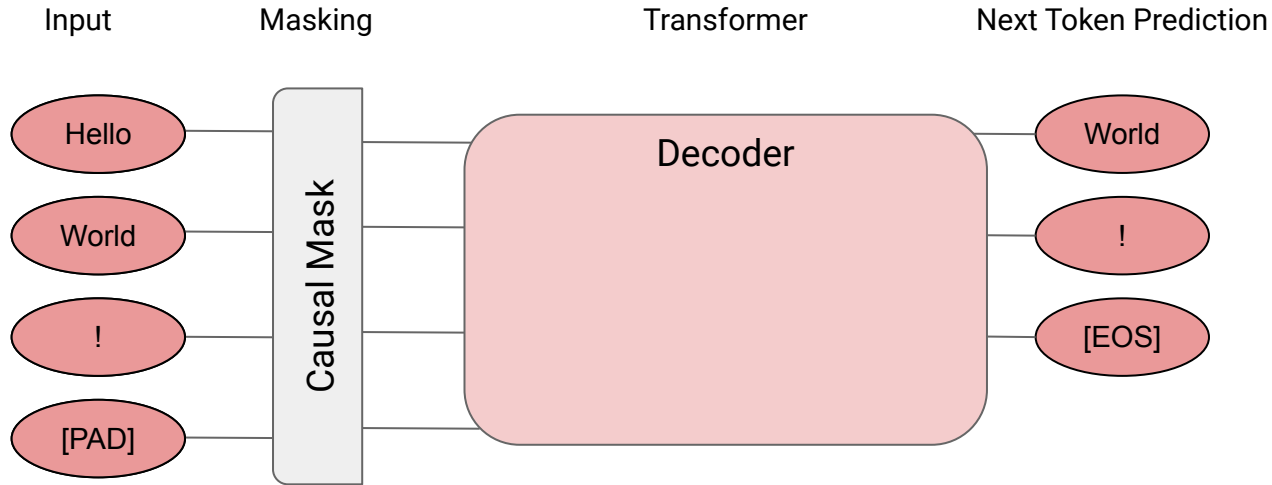 Input
Masking
Transformer
Next Token Prediction
Hello
World
!
[PAD]
Causal Mask
Decoder
World
!
[EOS]